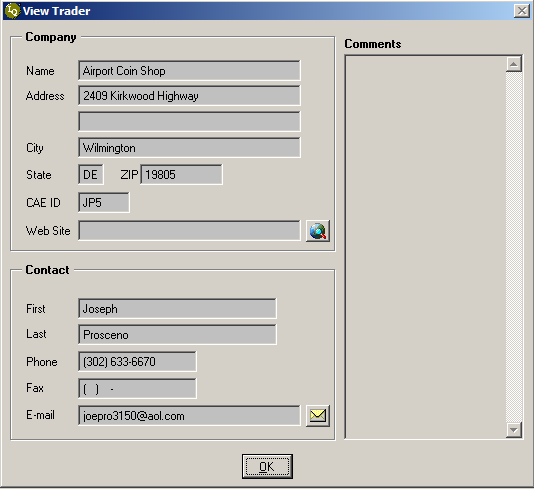 View Trader
Company
Name Airport Coin Shop
Address 2409 Kirkwood Highway
City Wilmington
State DE ZIP 19805
CAE ID JP5
Web Site
Contact
First Joseph
Last Prosceno
Phone (302) 633-6670
Fax ( ) -
E-mail joepro3150@aol.com
Comments
OK